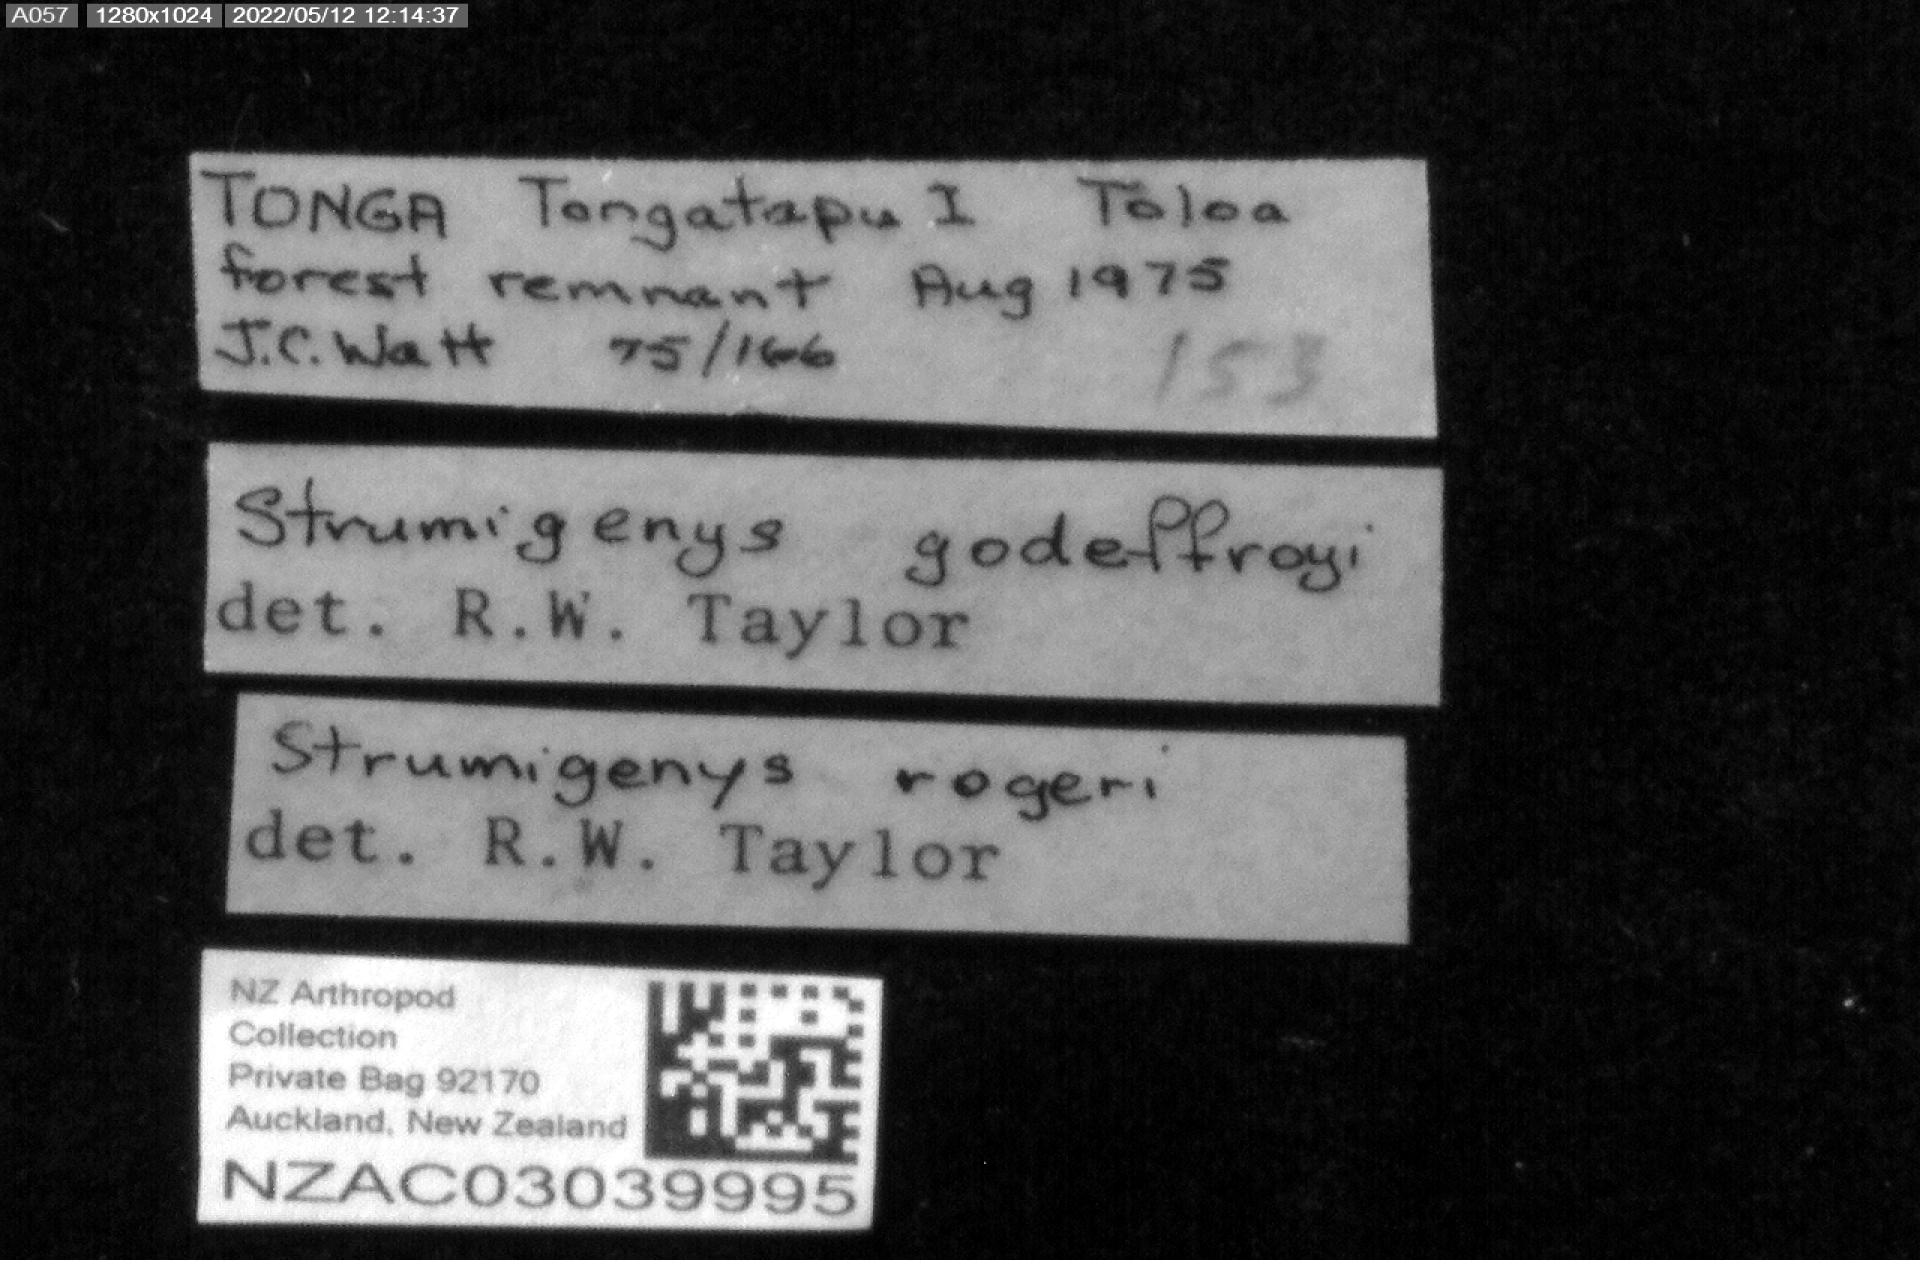 A057 1280x1024 2022/05/12 12:14:37
TONGA Tongatapu I Toloa
forest remnant Aug 1975
J.C. Watt 75/166 153
Strumigenys godeffroyi
det. R.W. Taylor
Strumigenys rogeri
det. R.W. Taylor
NZ Arthropod
Collection
Private Bag 92170
Auckland, New Zealand
NZAC03039995